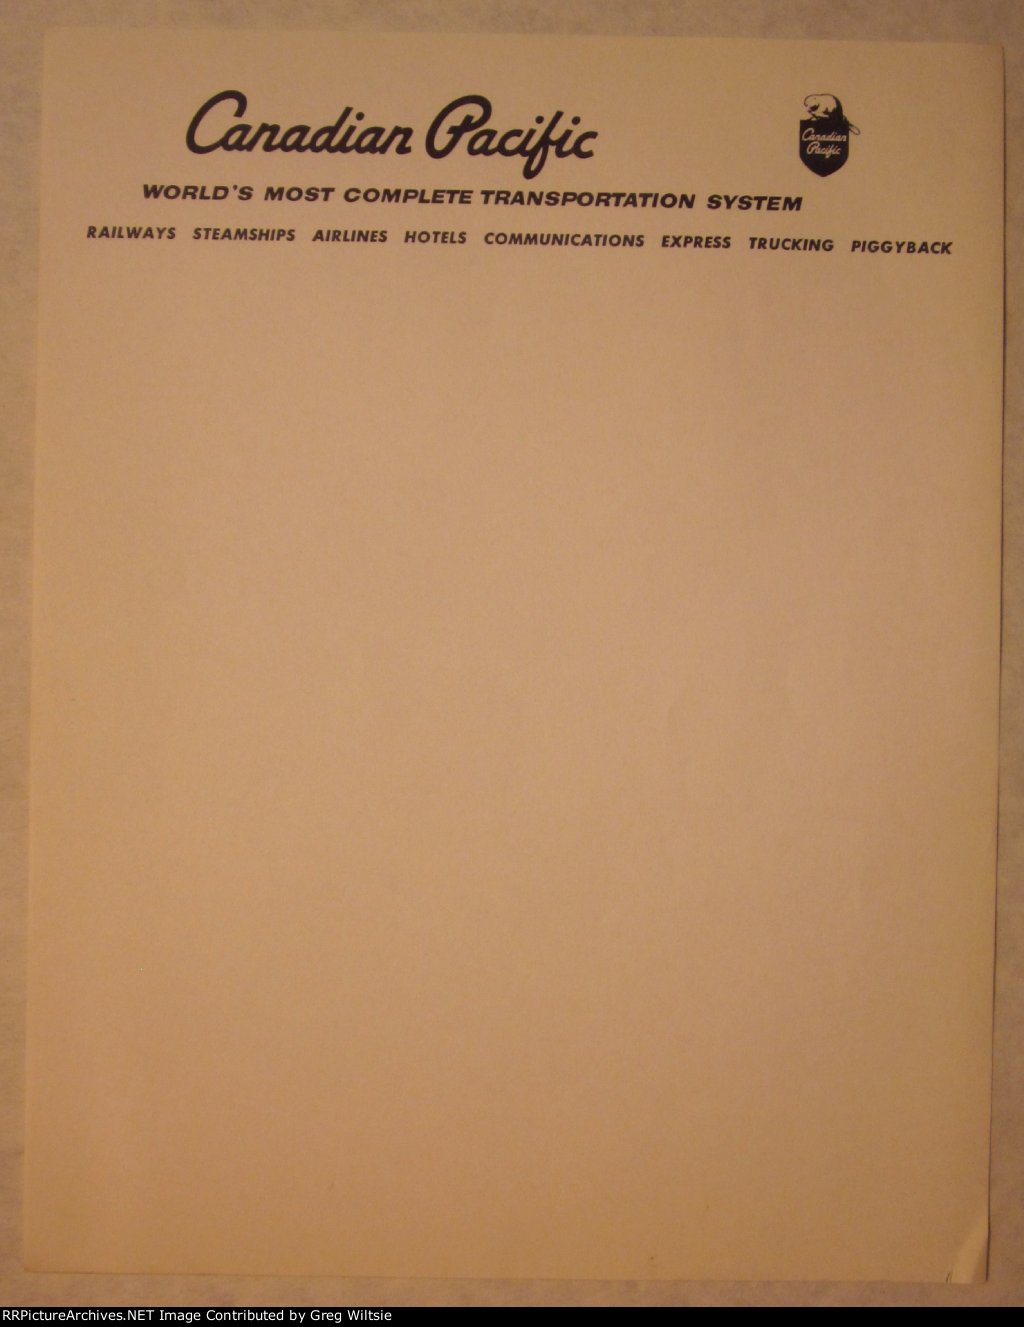 Canadian Pacific
Canadian
Pacific
WORLD'S MOST COMPLETE TRANSPORTATION SYSTEM
RAILWAYS STEAMSHIPS AIRLINES HOTELS COMMUNICATIONS EXPRESS TRUCKING PIGGYBACK
RRPictureArchives.NET Image Contributed by Greg Wiltsie